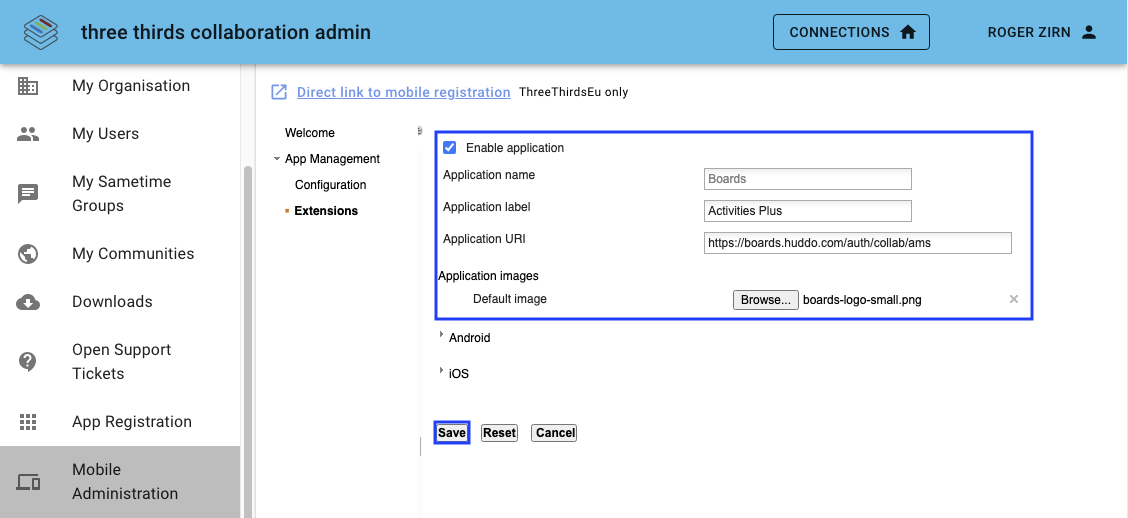 three thirds collaboration admin
CONNECTIONS
ROGER ZIRN
My Organisation
My Users
My Sametime
Groups
My Communities
Downloads
Open Support
Tickets
App Registration
Mobile
Administration
Direct link to mobile registration ThreeThirdsEu only
Welcome
App Management
Configuration
Extensions
Enable application
Application name Boards
Application label Activities Plus
Application URI https://boards.huddo.com/auth/collab/ams
Application images
Default image Browse... boards-logo-small.png
Android
iOS
Save Reset Cancel